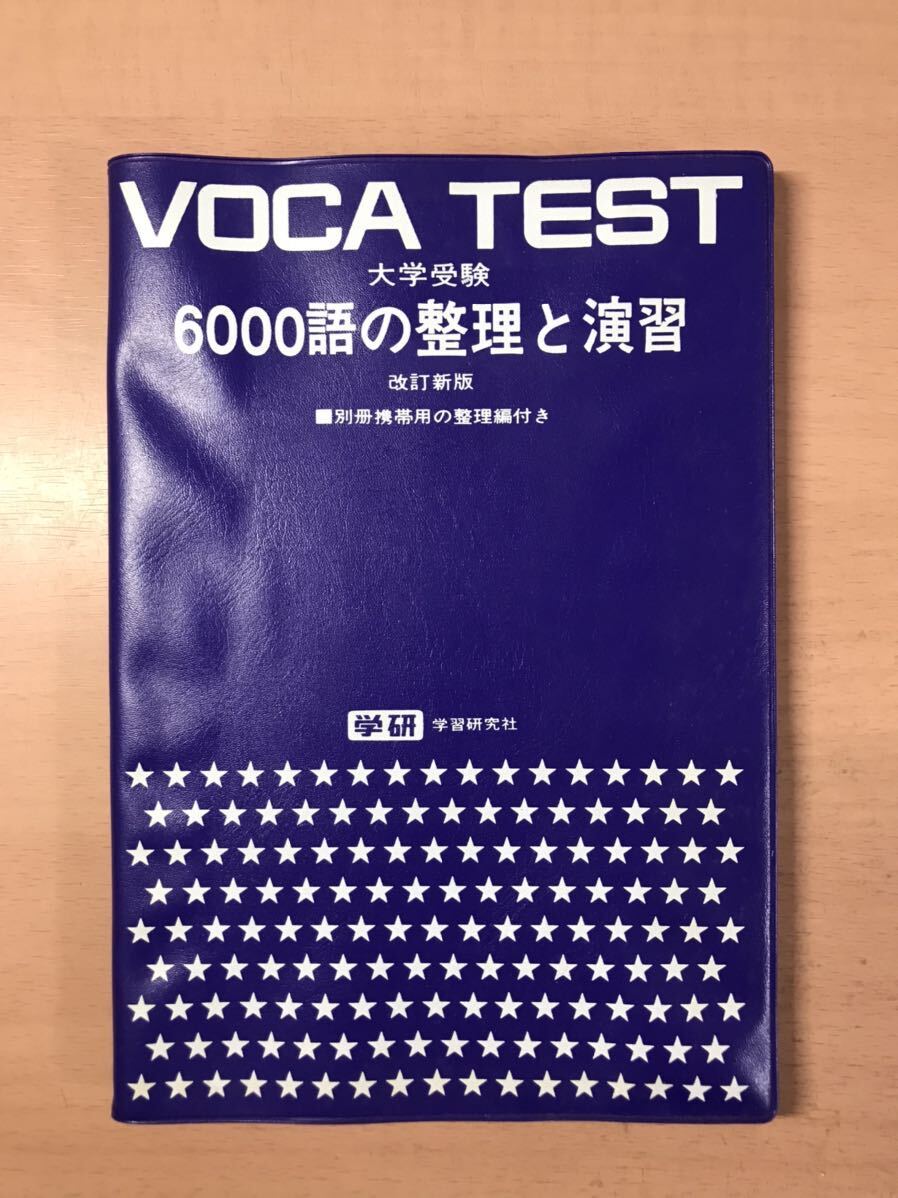 VOCA TEST
大学受験
6000語の整理と演習
改訂新版
■別冊携帯用の整理編付き
学研 学習研究社